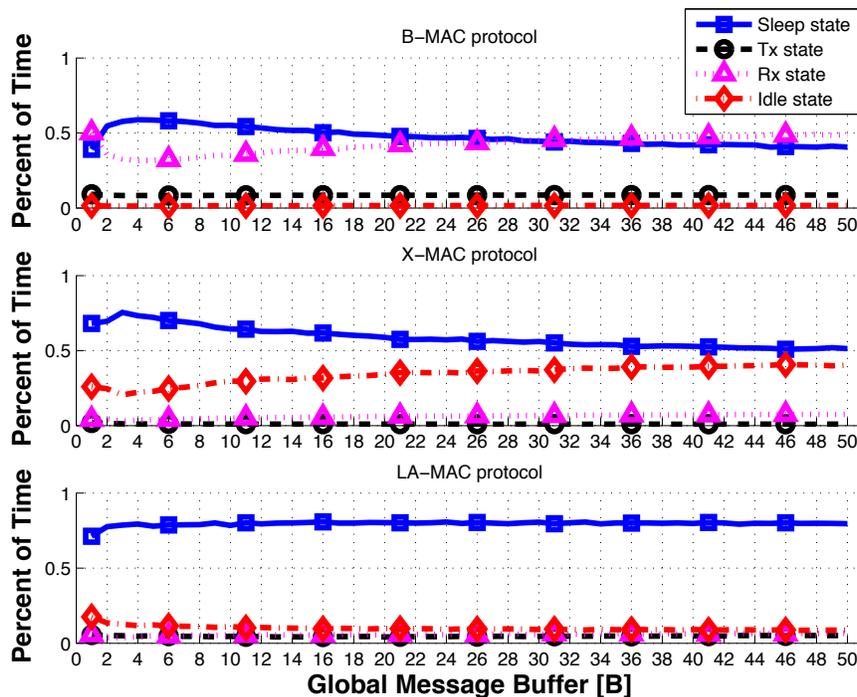 B−MAC protocol
Sleep state
Tx state
Rx state
Idle state
Percent of Time
1
0.5
0
0 2 4 6 8 10 12 14 16 18 20 22 24 26 28 30 32 34 36 38 40 42 44 46 48 50
X−MAC protocol
Percent of Time
1
0.5
0
0 2 4 6 8 10 12 14 16 18 20 22 24 26 28 30 32 34 36 38 40 42 44 46 48 50
LA−MAC protocol
Percent of Time
1
0.5
0
0 2 4 6 8 10 12 14 16 18 20 22 24 26 28 30 32 34 36 38 40 42 44 46 48 50
Global Message Buffer [B]